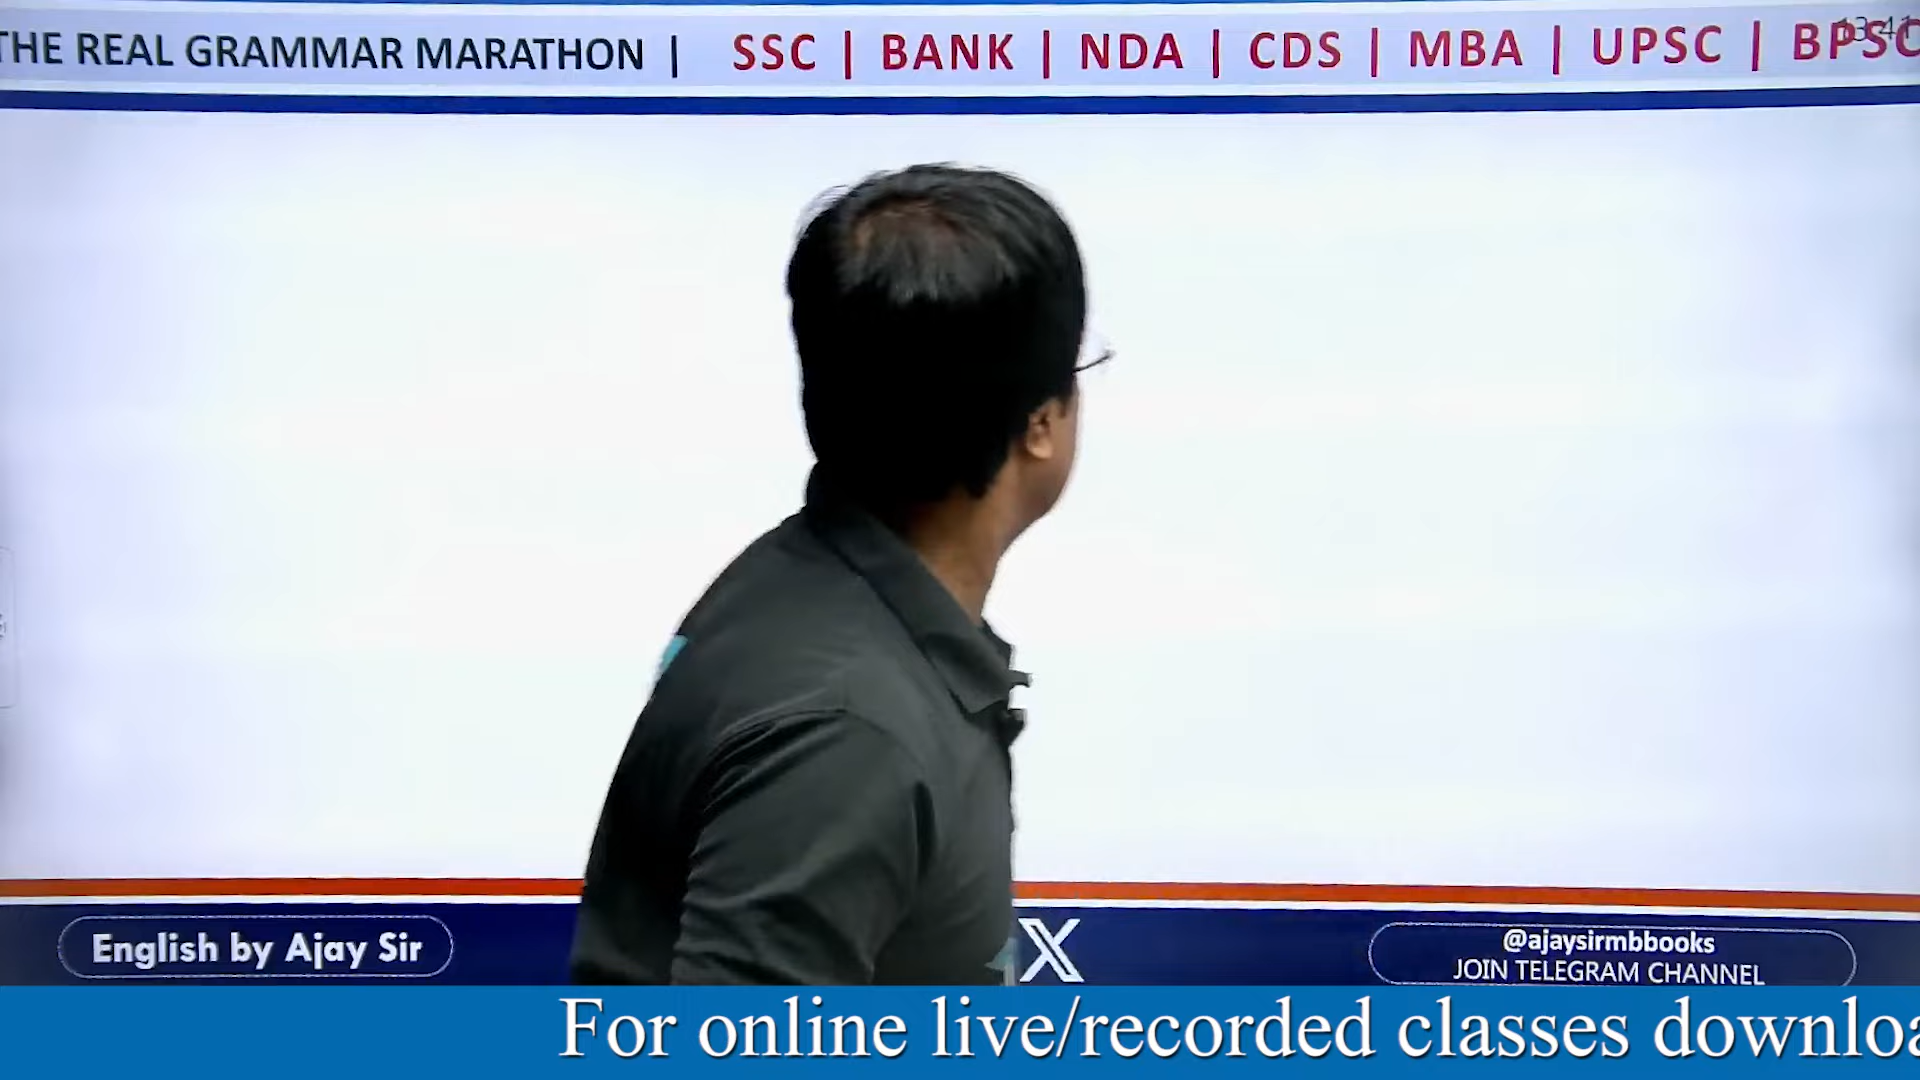 THE REAL GRAMMAR MARATHON | SSC | BANK | NDA | CDS | MBA | UPSC | BPSC
English by Ajay Sir
X
@ajaysirmbbooks
JOIN TELEGRAM CHANNEL
For online live/recorded classes